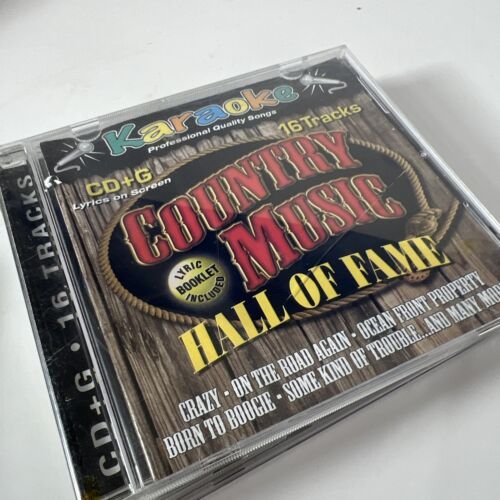 Karaoke
Professional Quality Songs
16 Tracks
CD+G
Lyrics on Screen
COUNTRY
MUSIC
LYRIC
BOOKLET
INCLUDED
HALL OF FAME
CRAZY • ON THE ROAD AGAIN • OCEAN FRONT PROPERTY
BORN TO BOOGIE • SOME KIND OF TROUBLE...AND MANY MORE
CD+G • 16 TRACKS